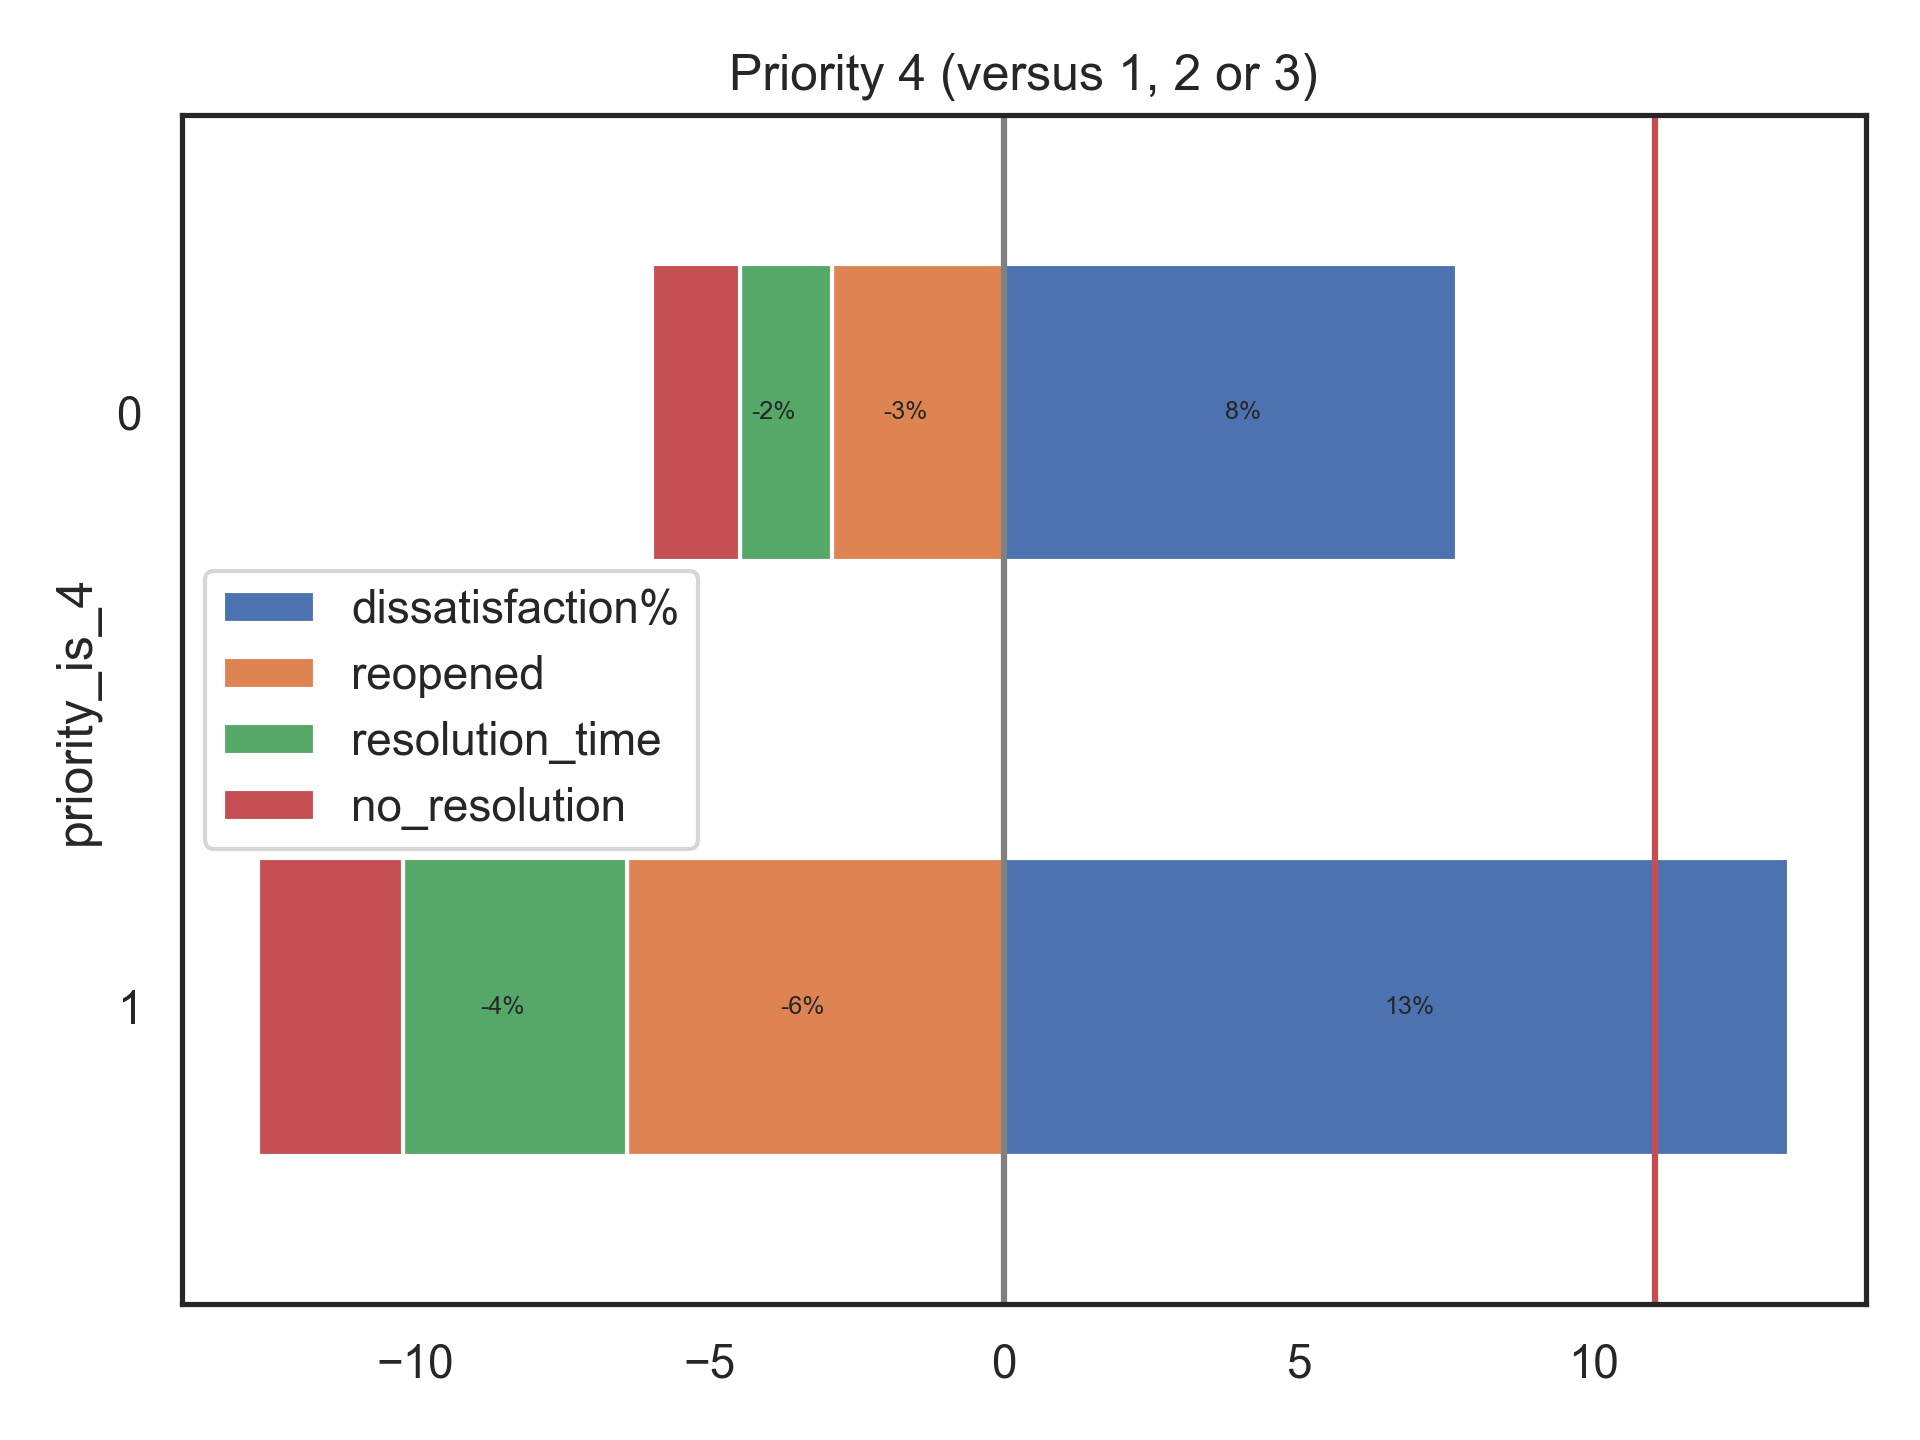 Priority 4 (versus 1, 2 or 3)
0
-2%
-3%
8%
priority_is_4
dissatisfaction%
reopened
resolution_time
no_resolution
1
-4%
-6%
13%
−10
−5
0
5
10